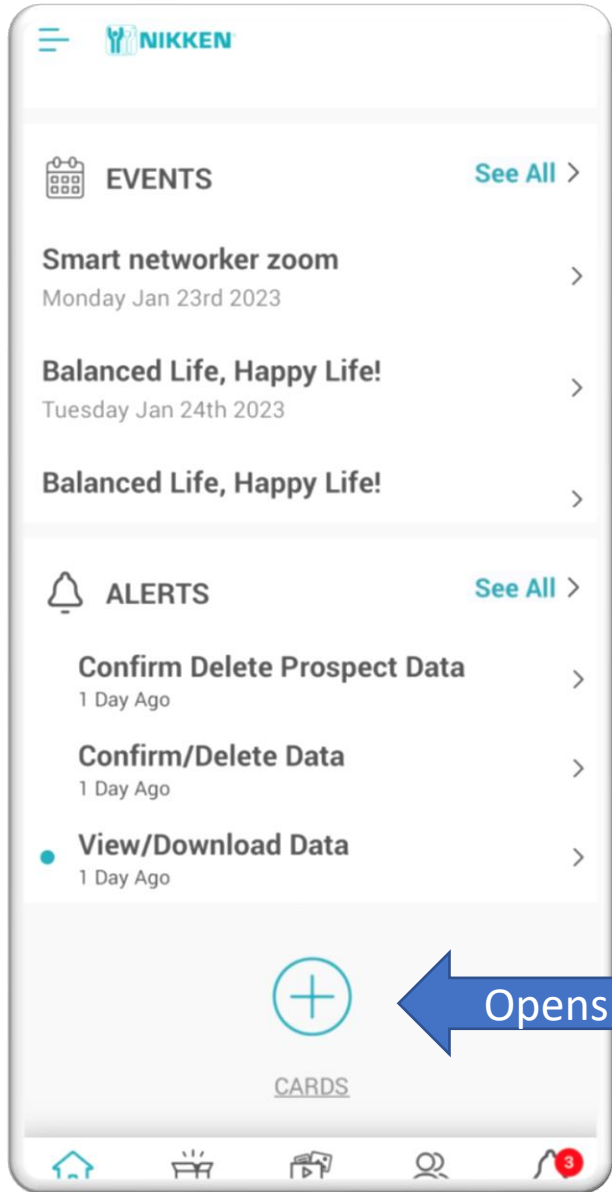 NIKKEN
EVENTS
See All >
Smart networker zoom
Monday Jan 23rd 2023
Balanced Life, Happy Life!
Tuesday Jan 24th 2023
Balanced Life, Happy Life!
ALERTS
See All >
Confirm Delete Prospect Data
1 Day Ago
Confirm/Delete Data
1 Day Ago
View/Download Data
1 Day Ago
Opens
CARDS
3